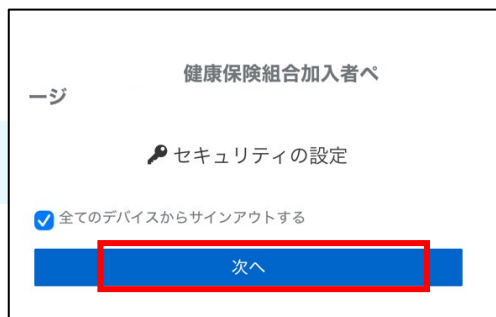 健康保険組合加入者ペ
ージ
セキュリティの設定
全てのデバイスからサインアウトする
次へ